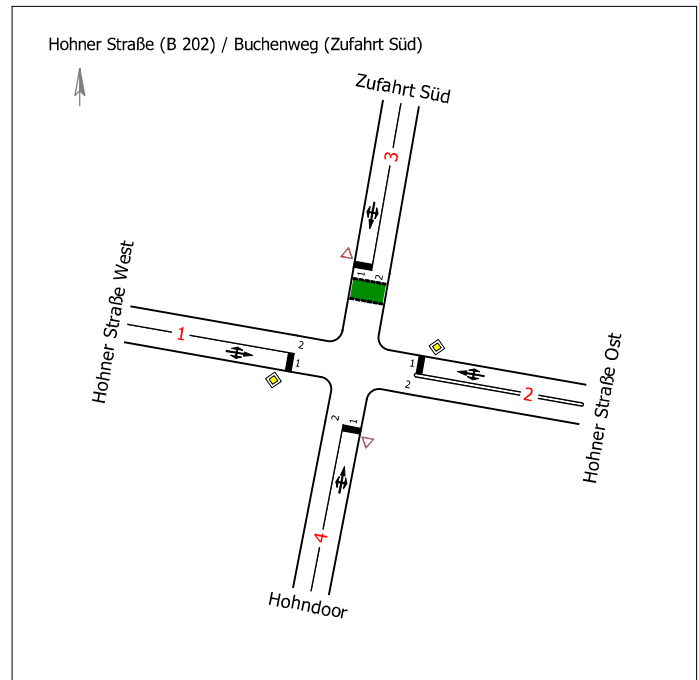 Hohner Straße (B 202) / Buchenweg (Zufahrt Süd)
Zufahrt Süd
3
1 2
Hohner Straße West
1
2
1
1
2
2
Hohner Straße Ost
2 1
4
Hohndoor